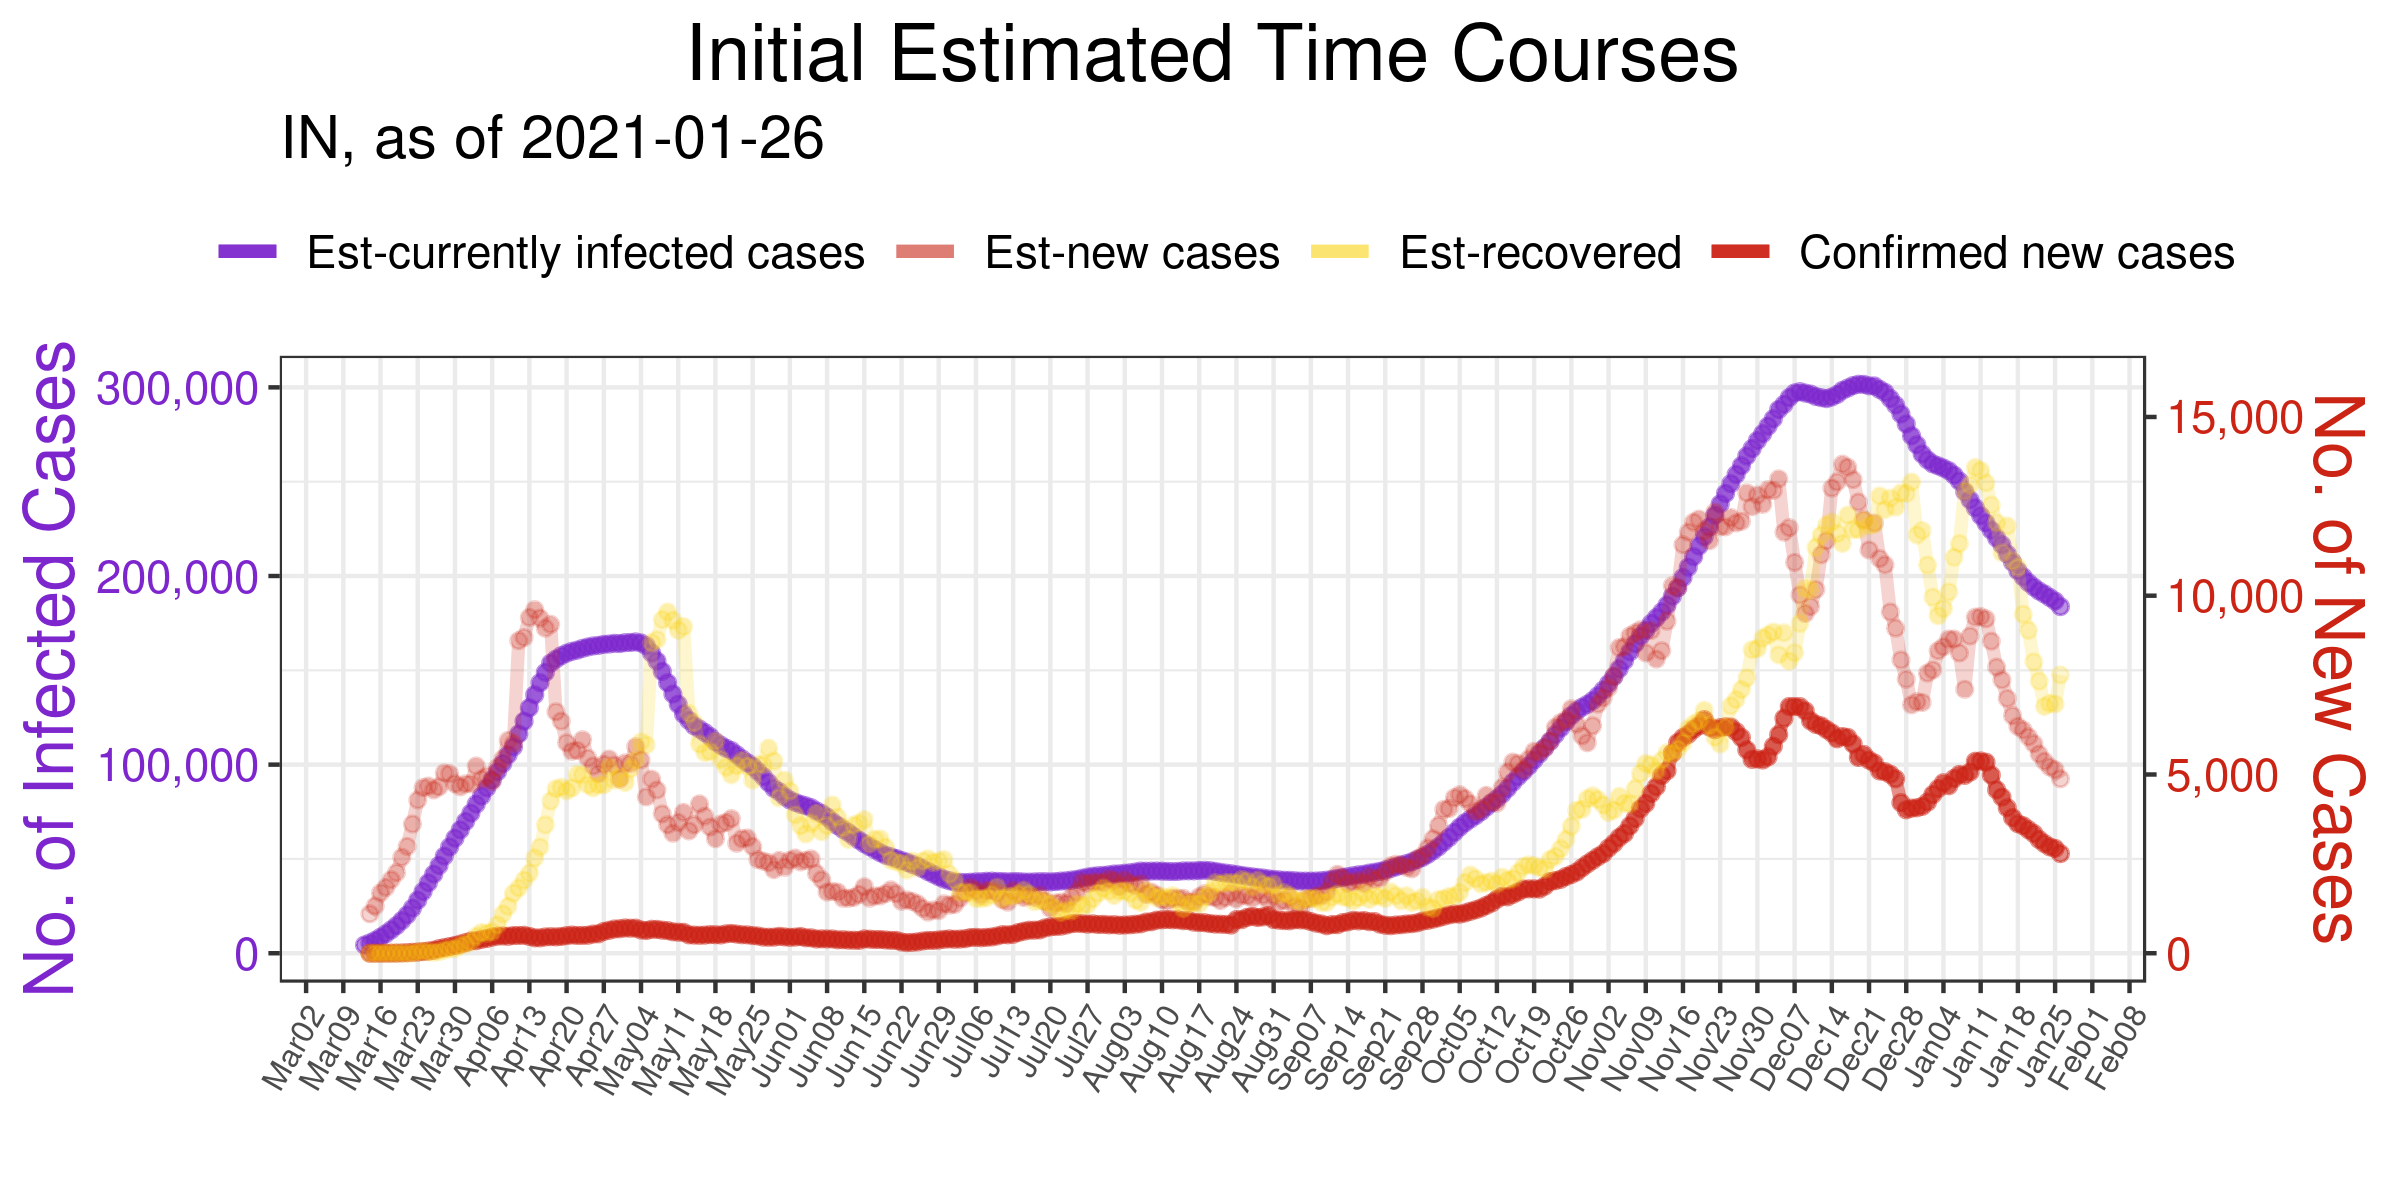 Initial Estimated Time Courses
IN, as of 2021-01-26
Est-currently infected cases
Est-new cases
Est-recovered
Confirmed new cases
No. of Infected Cases
300,000
200,000
100,000
0
15,000
10,000
5,000
0
No. of New Cases
Mar02
Mar09
Mar16
Mar23
Mar30
Apr06
Apr13
Apr20
Apr27
May04
May11
May18
May25
Jun01
Jun08
Jun15
Jun22
Jun29
Jul06
Jul13
Jul20
Jul27
Aug03
Aug10
Aug17
Aug24
Aug31
Sep07
Sep14
Sep21
Sep28
Oct05
Oct12
Oct19
Oct26
Nov02
Nov09
Nov16
Nov23
Nov30
Dec07
Dec14
Dec21
Dec28
Jan04
Jan11
Jan18
Jan25
Feb01
Feb08